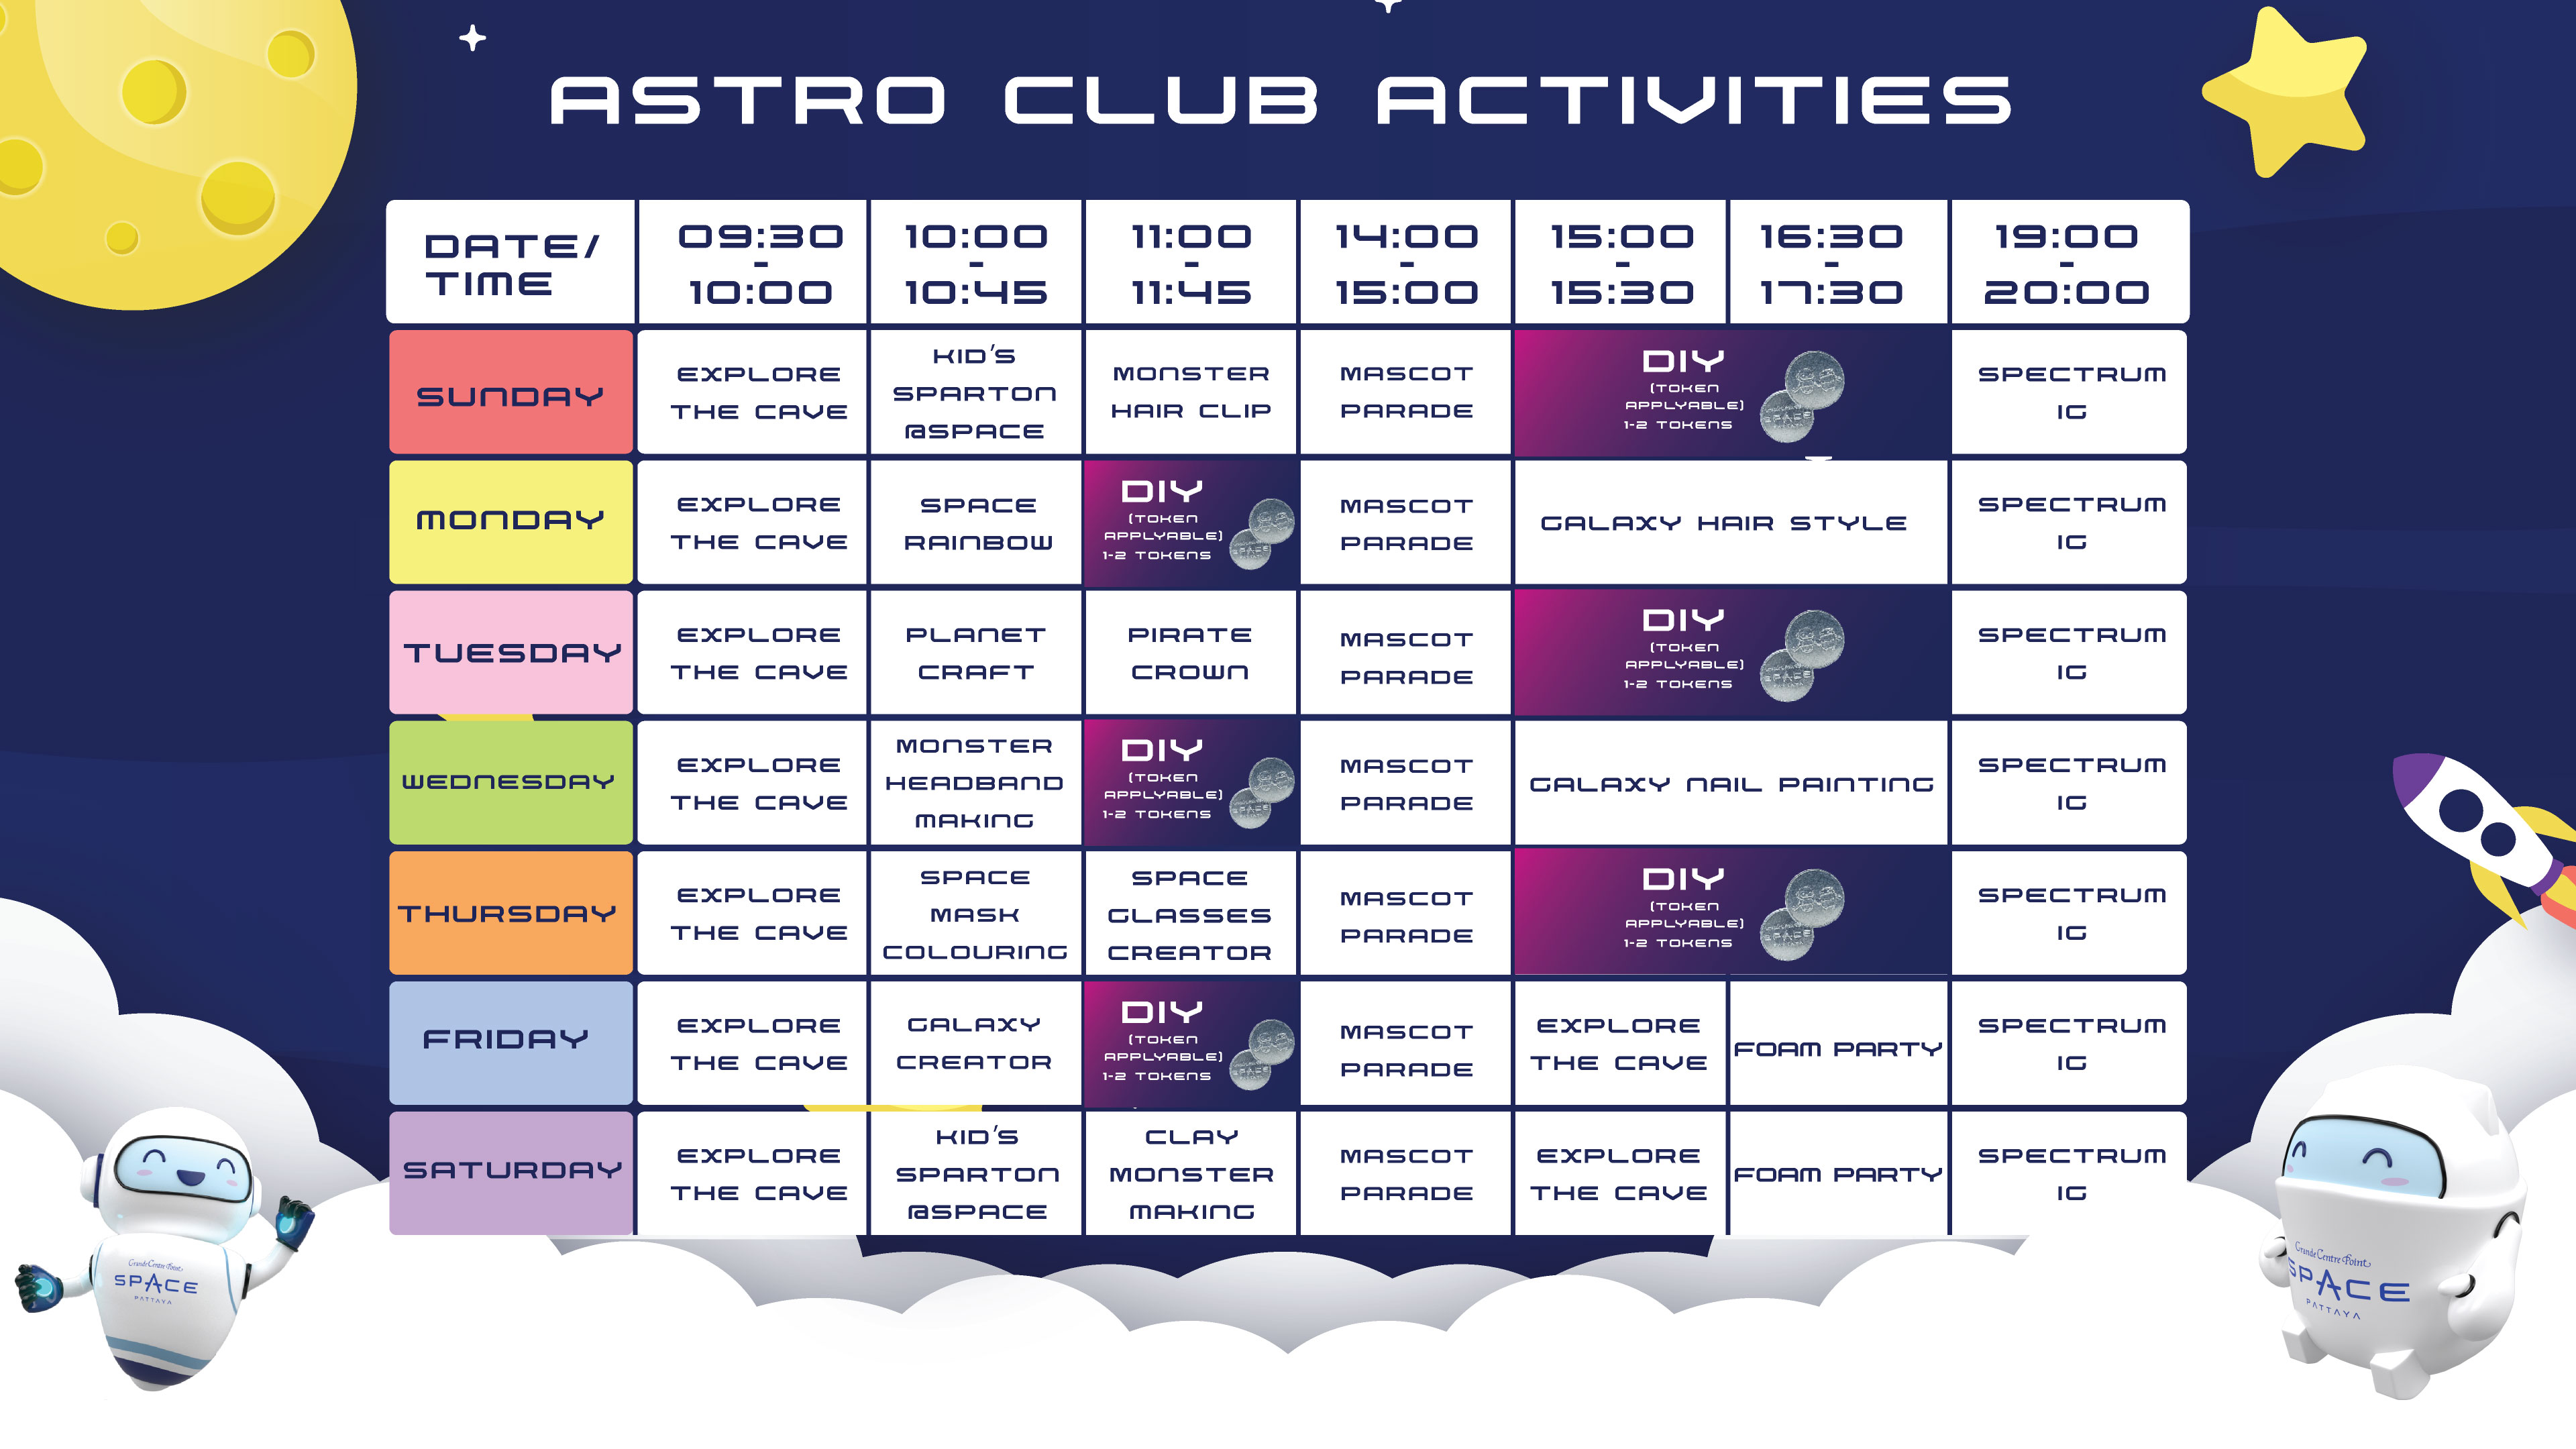 ASTRO CLUB ACTIVITIES
DATE/
TIME
09:30
-
10:00
10:00
-
10:45
11:00
-
11:45
14:00
-
15:00
15:00
-
15:30
16:30
-
17:30
19:00
-
20:00
SUNDAY
EXPLORE
THE CAVE
KID'S
SPARTON
@SPACE
MONSTER
HAIR CLIP
MASCOT
PARADE
DIY
(TOKEN
APPLYABLE)
1-2 TOKENS
SPACE
SPECTRUM
IG
MONDAY
EXPLORE
THE CAVE
SPACE
RAINBOW
DIY
(TOKEN
APPLYABLE)
1-2 TOKENS
SPACE
MASCOT
PARADE
GALAXY HAIR STYLE
SPECTRUM
IG
TUESDAY
EXPLORE
THE CAVE
PLANET
CRAFT
PIRATE
CROWN
MASCOT
PARADE
DIY
(TOKEN
APPLYABLE)
1-2 TOKENS
SPACE
SPECTRUM
IG
WEDNESDAY
EXPLORE
THE CAVE
MONSTER
HEADBAND
MAKING
DIY
(TOKEN
APPLYABLE)
1-2 TOKENS
SPACE
MASCOT
PARADE
GALAXY NAIL PAINTING
SPECTRUM
IG
THURSDAY
EXPLORE
THE CAVE
SPACE
MASK
COLOURING
SPACE
GLASSES
CREATOR
MASCOT
PARADE
DIY
(TOKEN
APPLYABLE)
1-2 TOKENS
SPACE
SPECTRUM
IG
FRIDAY
EXPLORE
THE CAVE
GALAXY
CREATOR
DIY
(TOKEN
APPLYABLE)
1-2 TOKENS
SPACE
MASCOT
PARADE
EXPLORE
THE CAVE
FOAM PARTY
SPECTRUM
IG
SATURDAY
EXPLORE
THE CAVE
KID'S
SPARTON
@SPACE
CLAY
MONSTER
MAKING
MASCOT
PARADE
EXPLORE
THE CAVE
FOAM PARTY
SPECTRUM
IG
Grande Centre Point
SPACE
PATTAYA
Grande Centre Point
SPACE
PATTAYA